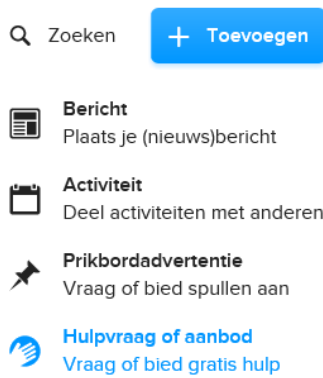 Zoeken
Toevoegen
Bericht
Plaats je (nieuws)bericht
Activiteit
Deel activiteiten met anderen
Prikbordadvertentie
Vraag of bied spullen aan
Hulpvraag of aanbod
Vraag of bied gratis hulp